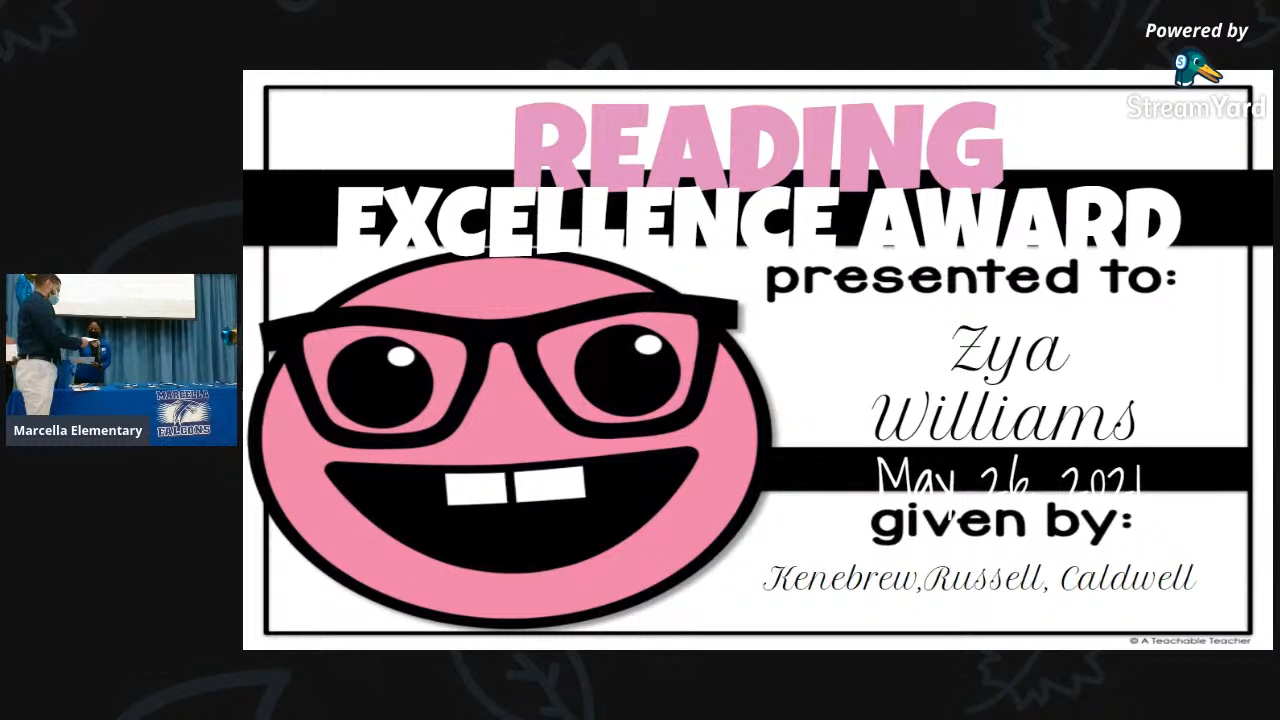 Powered by
S
StreamYard
READING
EXCELLENCE AWARD
presented to:
Zya
Williams
May 26, 2021
given by:
Kenebrew,Russell, Caldwell
© A Teachable Teacher
MARCELLA
FALCONS
Marcella Elementary